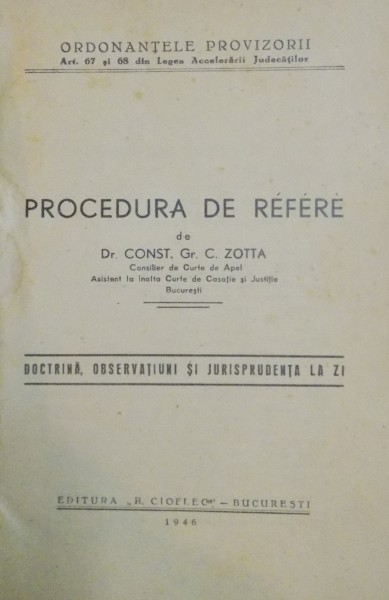 ORDONANȚELE PROVIZORII
Art. 67 și 68 din Legea Accelerării Judecăților
PROCEDURA DE RÉFÉRÉ
de
Dr. CONST. Gr. C. ZOTTA
Consilier de Curte de Apel
Asistent la Inalta Curte de Casație și Justiție
București
DOCTRINĂ, OBSERVAȚIUNI ȘI JURISPRUDENȚA LA ZI
EDITURA „R. CIOFLEC” – BUCUREȘTI
1946